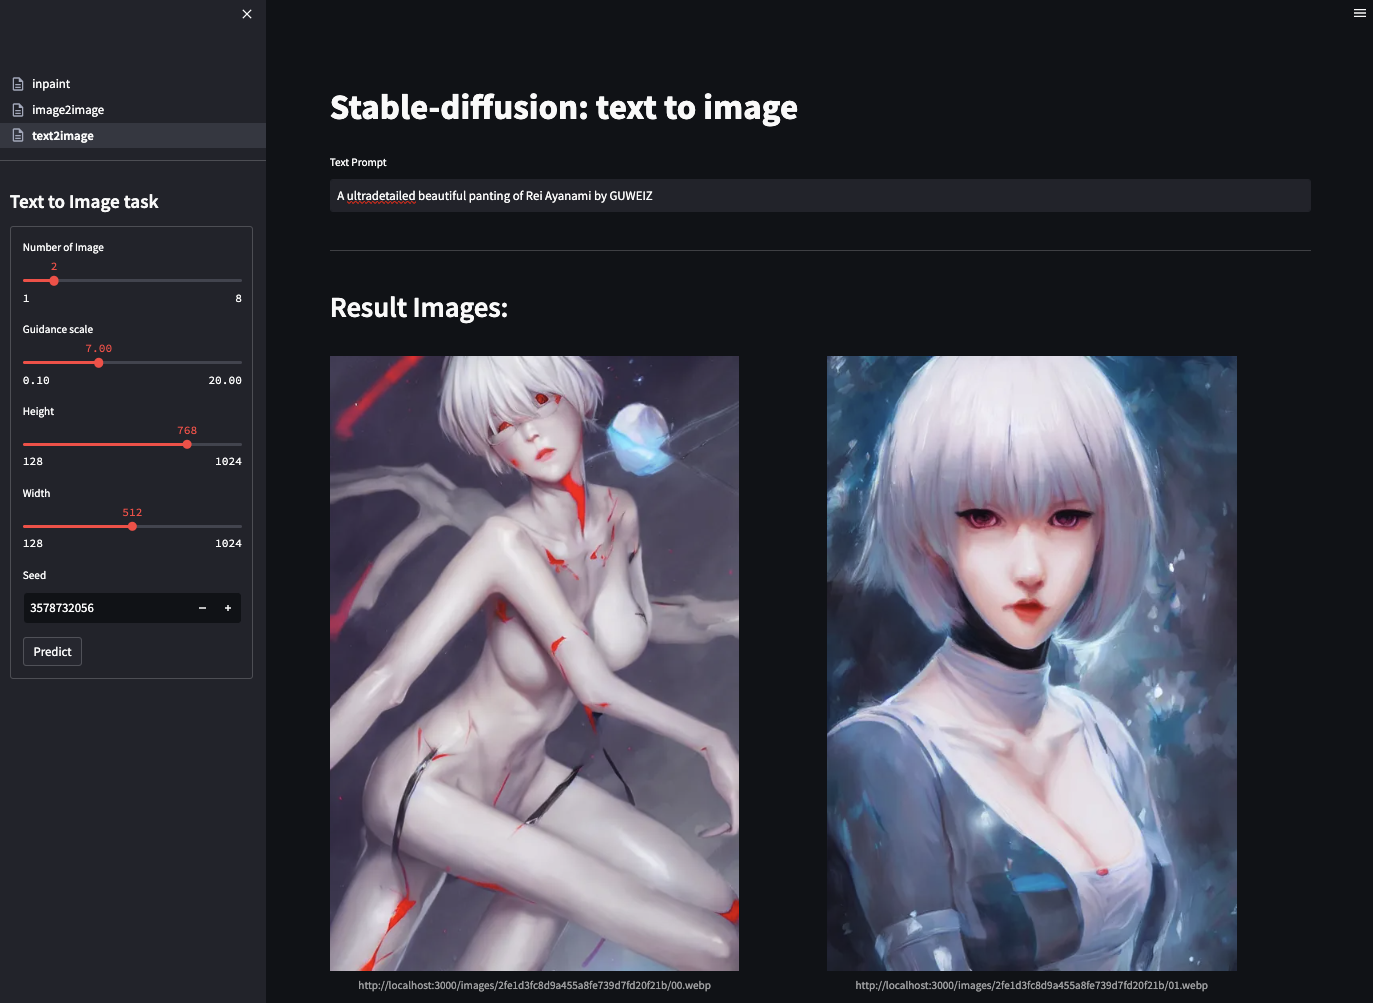 inpaint
image2image
text2image
Text to Image task
Number of Image
2
1 8
Guidance scale
7.00
0.10 20.00
Height
768
128 1024
Width
512
128 1024
Seed
3578732056
Predict
Stable-diffusion: text to image
Text Prompt
A ultradetailed beautiful panting of Rei Ayanami by GUWEIZ
Result Images:
http://localhost:3000/images/2fe1d3fc8d9a455a8fe739d7fd20f21b/00.webp
http://localhost:3000/images/2fe1d3fc8d9a455a8fe739d7fd20f21b/01.webp